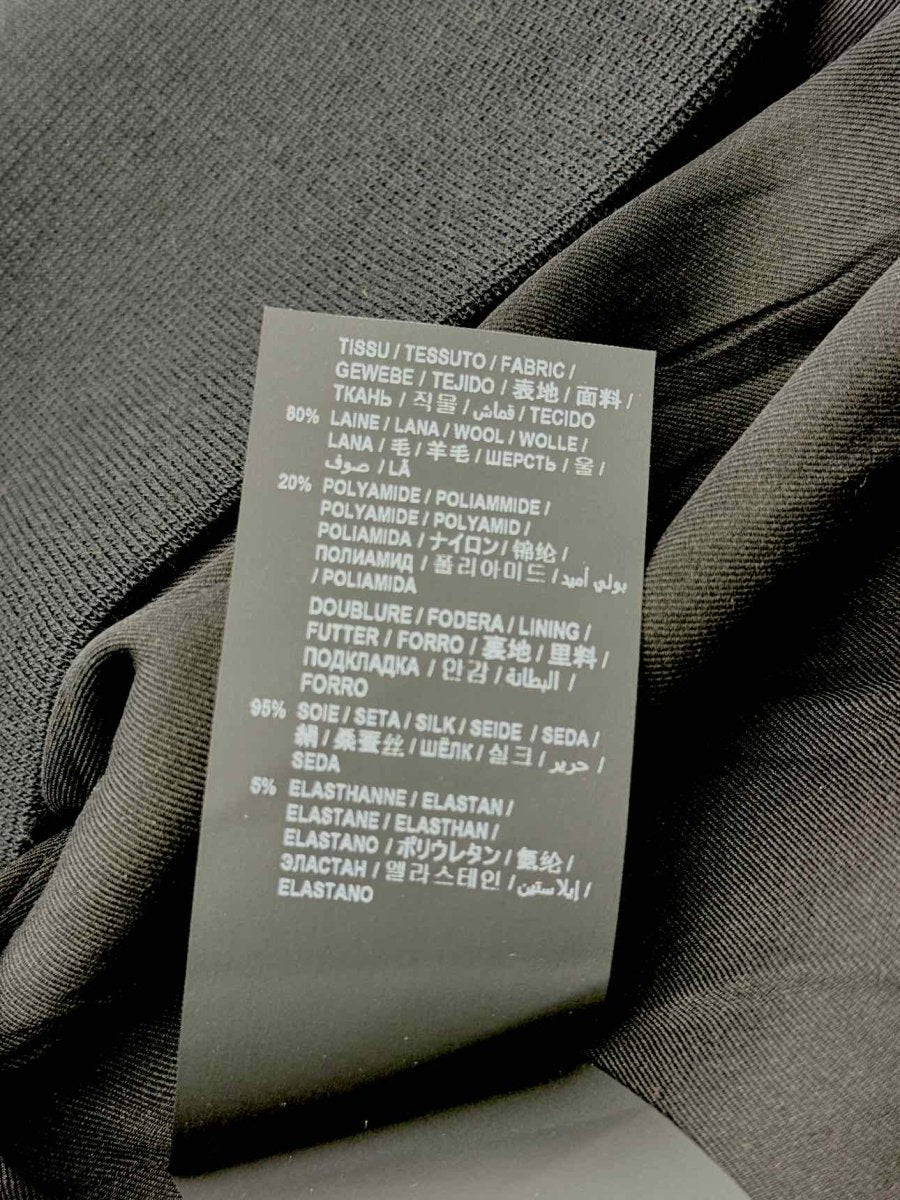 TISSU / TESSUTO / FABRIC /
GEWEBE / TEJIDO / 表地 / 面料 /
ТКАНЬ / 직물 / قماش / TECIDO
80% LAINE / LANA / WOOL / WOLLE /
LANA / 毛 / 羊毛 / ШЕРСТЬ / 울 /
صوف / LÃ
20% POLYAMIDE / POLIAMMIDE /
POLYAMIDE / POLYAMID /
POLIAMIDA / ナイロン / 锦纶 /
ПОЛИАМИД / 폴리아미드 / بولي أميد
/ POLIAMIDA
DOUBLURE / FODERA / LINING /
FUTTER / FORRO / 裏地 / 里料 /
ПОДКЛАДКА / 안감 / البطانة /
FORRO
95% SOIE / SETA / SILK / SEIDE / SEDA /
絹 / 桑蚕丝 / ШЁЛК / 실크 / حرير /
SEDA
5% ELASTHANNE / ELASTAN /
ELASTANE / ELASTHAN /
ELASTANO / ポリウレタン / 氨纶 /
ЭЛАСТАН / 엘라스테인 / إيلاستين /
ELASTANO